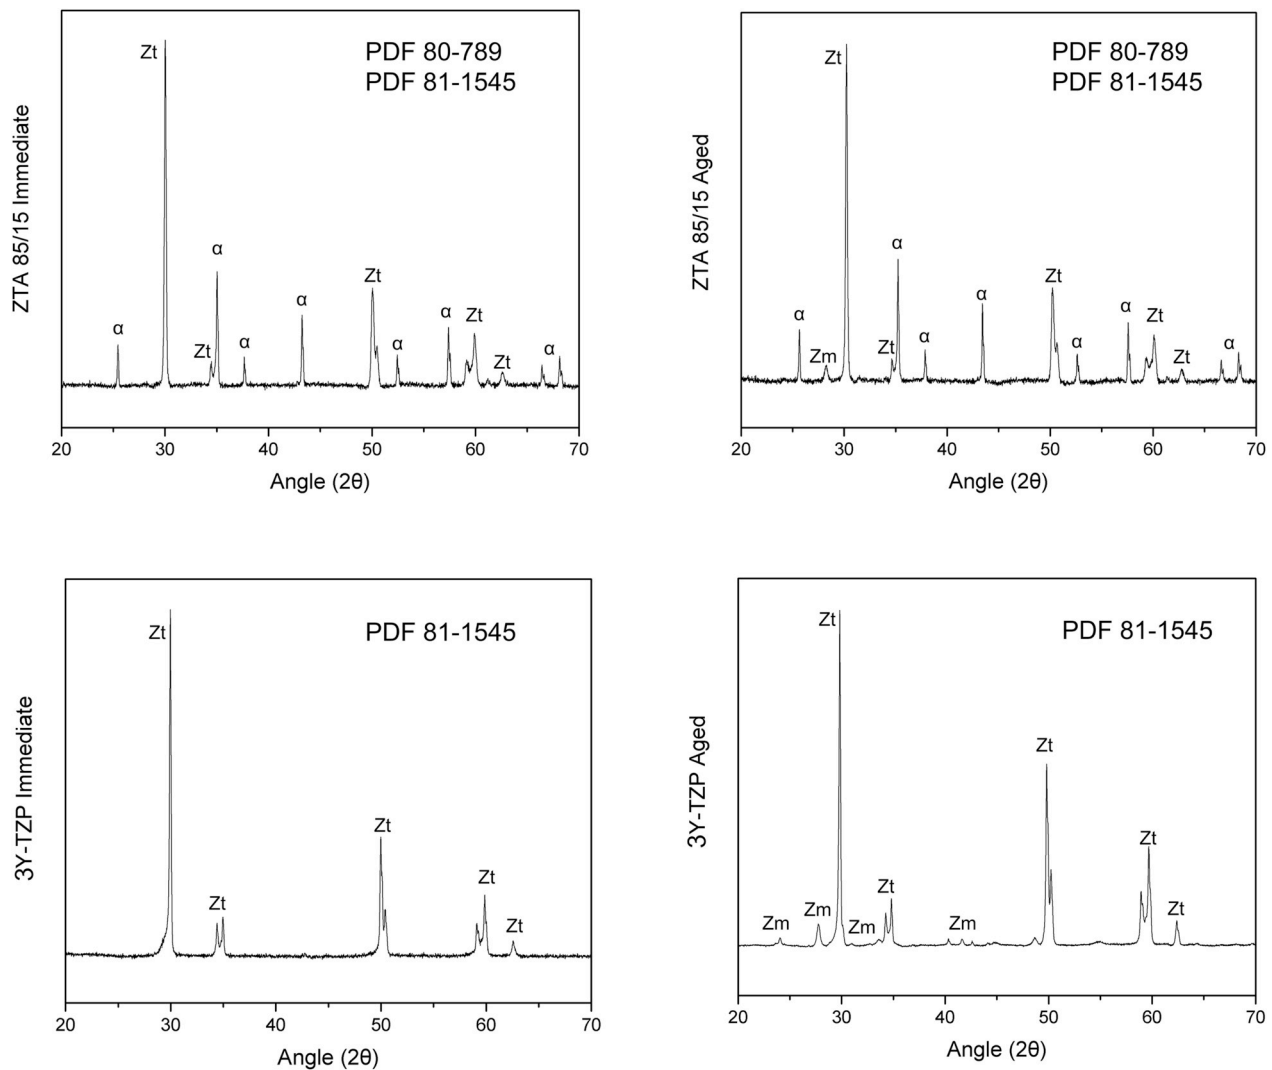 PDF 80-789
PDF 81-1545
ZTA 85/15 Immediate
Zt
α
Zt
α
α
α
Zt
α
α
Zt
Zt
α
20 30 40 50 60 70
Angle (2θ)
PDF 80-789
PDF 81-1545
ZTA 85/15 Aged
Zt
α
Zm
Zt
α
α
α
Zt
α
α
Zt
Zt
α
20 30 40 50 60 70
Angle (2θ)
PDF 81-1545
3Y-TZP Immediate
Zt
Zt
Zt
Zt
Zt
20 30 40 50 60 70
Angle (2θ)
PDF 81-1545
3Y-TZP Aged
Zt
Zm
Zm
Zm
Zt
Zm
Zt
Zt
Zt
20 30 40 50 60 70
Angle (2θ)